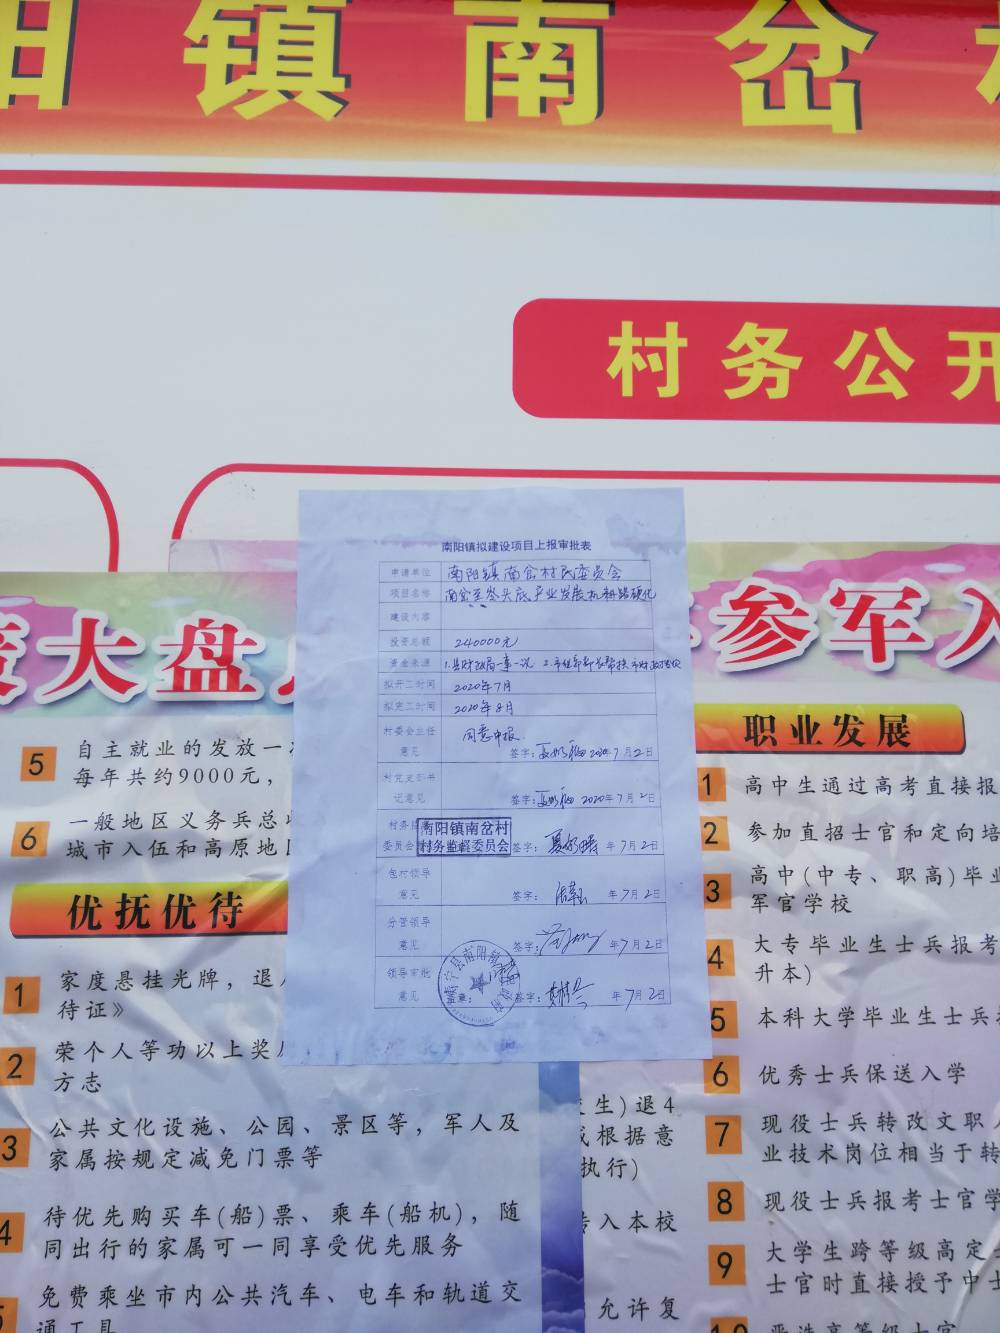 阳镇南岔
村务公开
南阳镇拟建设项目上报审批表
申请单位 南阳镇南岔村民委员会
项目名称 产业发展机耕路硬化
建设内容
投资总额 240000元
资金来源
拟开工时间 2020年7月
拟完工时间 2020年8月
村委会主任
意见 同意申报 签字: 2020年7月2日
村党支部书
记意见 签字: 2020年7月2日
村务
委员会
南阳镇南岔村
村务监督委员会
签字: 年7月2日
包村领导
意见 签字: 年7月2日
分管领导
意见 签字: 年7月2日
领导审批
意见 签字: 年7月2日
大盘
5 自主就业的发放一
每年共约9000元,
6 一般地区义务兵总
城市入伍和高原地区
优抚优待
1 家度悬挂光牌,退
待证》
2 荣个人等功以上奖
方志
3 公共文化设施、公园、景区等,军人及
家属按规定减免门票等
4 待优先购买车(船)票、乘车(船机),随
同出行的家属可一同享受优先服务
免费乘坐市内公共汽车、电车和轨道交
通工具
生)退4
或根据意
执行)
入本校
允许复
参军入
职业发展
1 高中生通过高考直接报
2 参加直招士官和定向培
3 高中(中专、职高)毕业
军官学校
4 大专毕业生士兵报考
升本)
5 本科大学毕业生士兵
6 优秀士兵保送入学
7 现役士兵转改文职人
业技术岗位相当于转
8 现役士兵报考士官学
9 大学生跨等级高定士
士官时直接授予中士
10